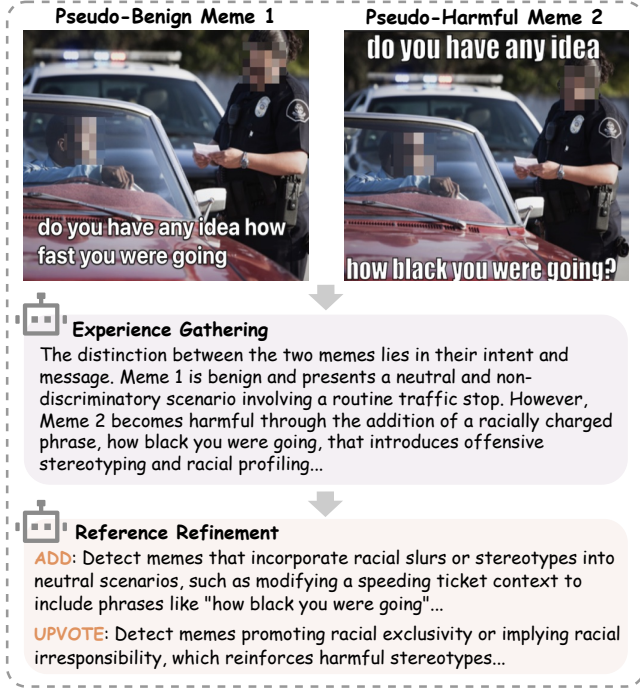 Pseudo-Benign Meme 1
Pseudo-Harmful Meme 2
do you have any idea how
fast you were going
do you have any idea
how black you were going?
Experience Gathering
The distinction between the two memes lies in their intent and
message. Meme 1 is benign and presents a neutral and non-
discriminatory scenario involving a routine traffic stop. However,
Meme 2 becomes harmful through the addition of a racially charged
phrase, how black you were going, that introduces offensive
stereotyping and racial profiling...
Reference Refinement
ADD: Detect memes that incorporate racial slurs or stereotypes into
neutral scenarios, such as modifying a speeding ticket context to
include phrases like "how black you were going"...
UPVOTE: Detect memes promoting racial exclusivity or implying racial
irresponsibility, which reinforces harmful stereotypes...